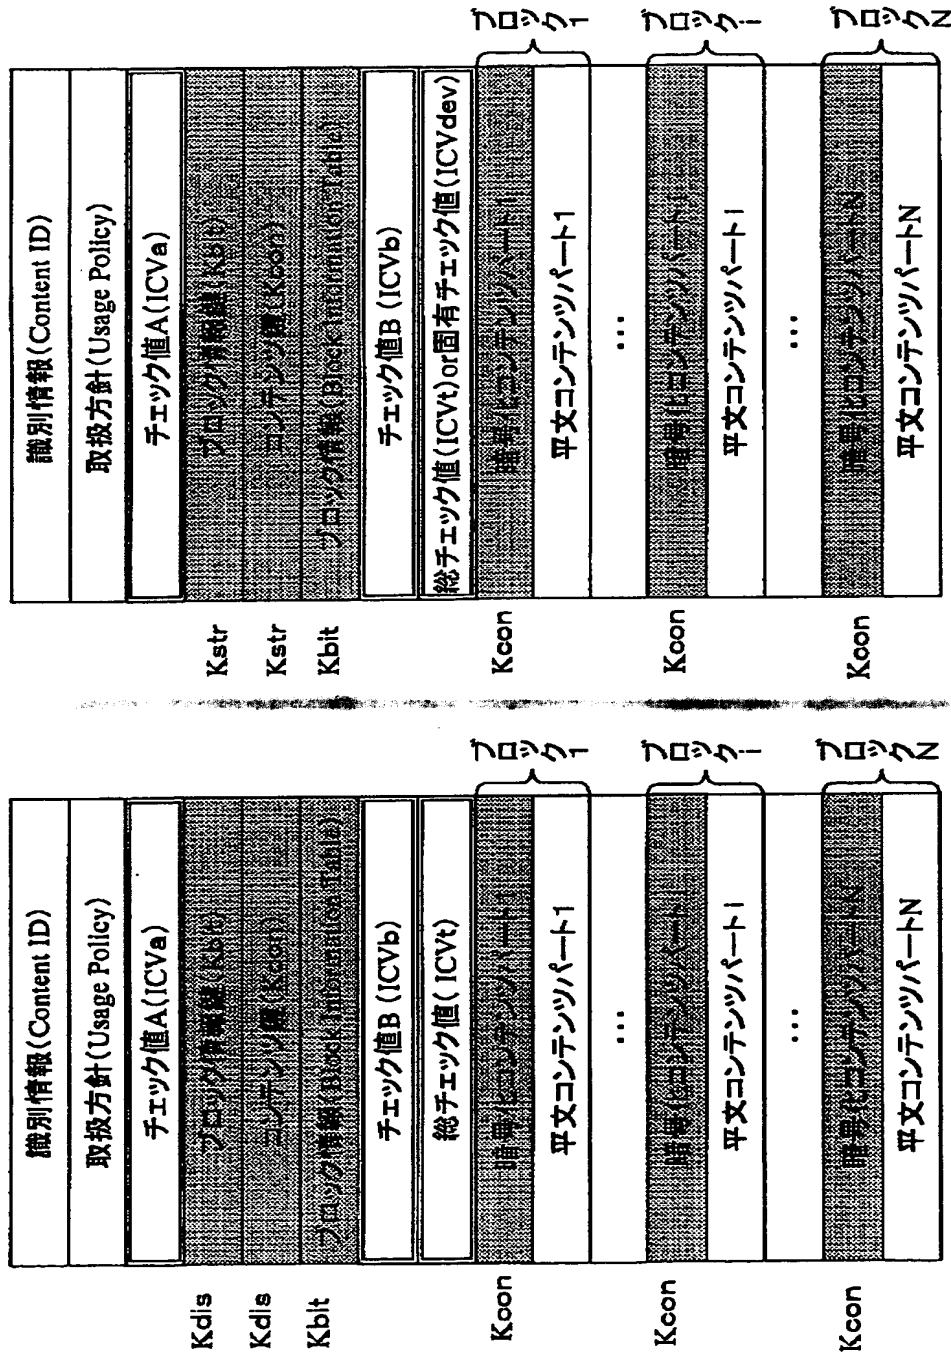 識別情報(Content ID)
取扱方針(Usage Policy)
チェック値A(ICVa)
Kdis
ブロック情報鍵(Kbit)
Kdis
コンテンツ鍵(Kcon)
Kbit
ブロック情報(Block Information Table)
チェック値B (ICVb)
総チェック値( ICVt)
Kcon
暗号化コンテンツパート1
平文コンテンツパート1
ブロック1
...
Kcon
暗号化コンテンツパートi
平文コンテンツパートi
ブロックi
...
Kcon
暗号化コンテンツパートN
平文コンテンツパートN
ブロックN
識別情報(Content ID)
取扱方針(Usage Policy)
チェック値A(ICVa)
Kstr
ブロック情報鍵(Kbit)
Kstr
コンテンツ鍵(Kcon)
Kbit
ブロック情報(Block Information Table)
チェック値B (ICVb)
総チェック値(ICVt)or固有チェック値(ICVdev)
Kcon
暗号化コンテンツパート1
平文コンテンツパート1
ブロック1
...
Kcon
暗号化コンテンツパートi
平文コンテンツパートi
ブロックi
...
Kcon
暗号化コンテンツパートN
平文コンテンツパートN
ブロックN